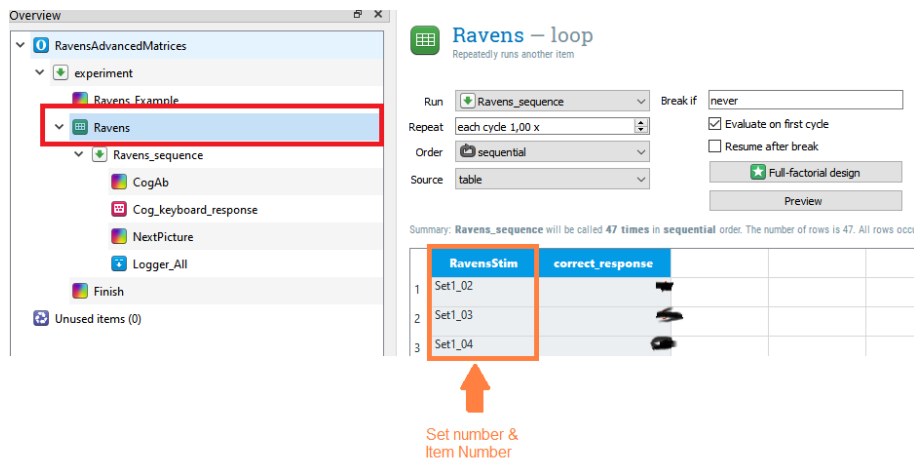 Overview
RavensAdvancedMatrices
experiment
Ravens_Example
Ravens
Ravens_sequence
CogAb
Cog_keyboard_response
NextPicture
Logger_All
Finish
Unused items (0)
Ravens — loop
Repeatedly runs another item
Run Ravens_sequence Break if never
Repeat each cycle 1,00 x Evaluate on first cycle
Order sequential Resume after break
Source table Full-factorial design
Preview
Summary: Ravens_sequence will be called 47 times in sequential order. The number of rows is 47. All rows occu
RavensStim correct_response
1 Set1_02
2 Set1_03
3 Set1_04
Set number &
Item Number